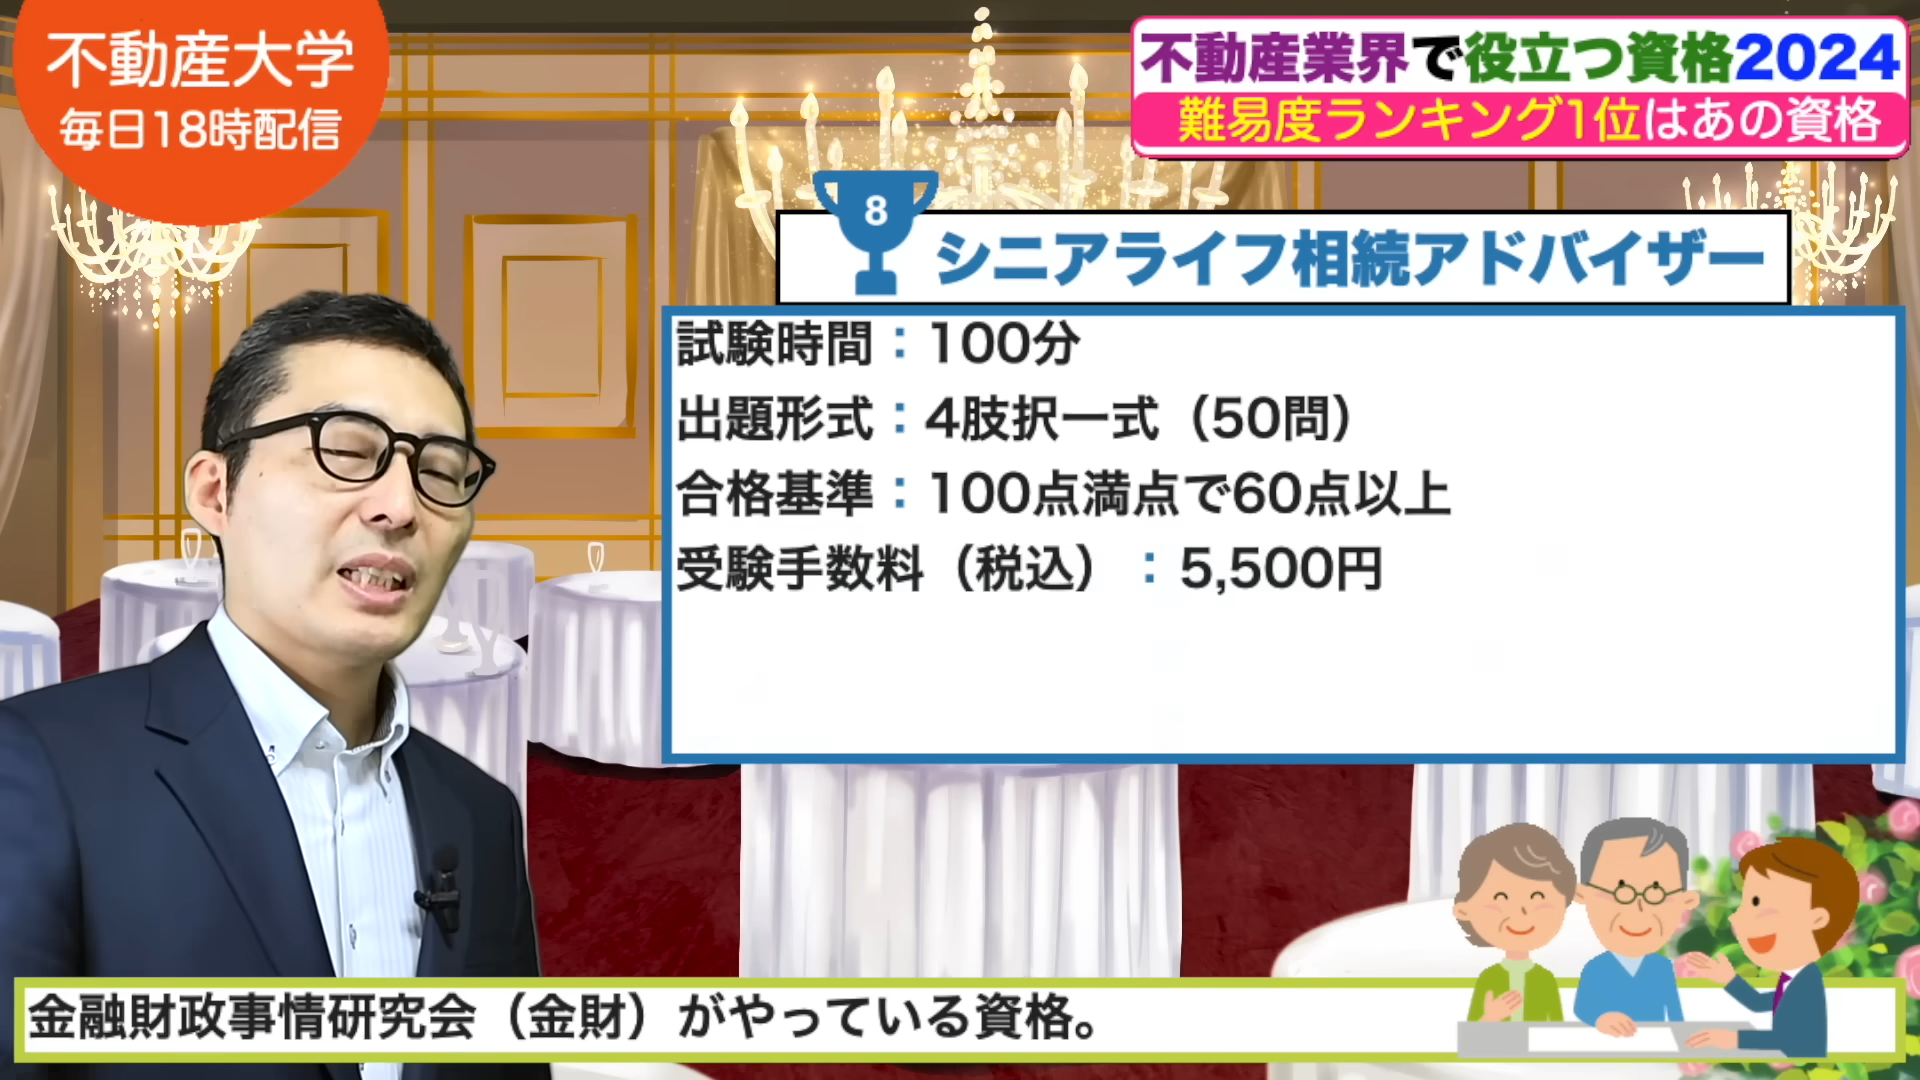 不動産大学
毎日18時配信
不動産業界で役立つ資格2024
難易度ランキング1位はあの資格
8
シニアライフ相続アドバイザー
試験時間：100分
出題形式：4肢択一式（50問）
合格基準：100点満点で60点以上
受験手数料（税込）：5,500円
金融財政事情研究会（金財）がやっている資格。